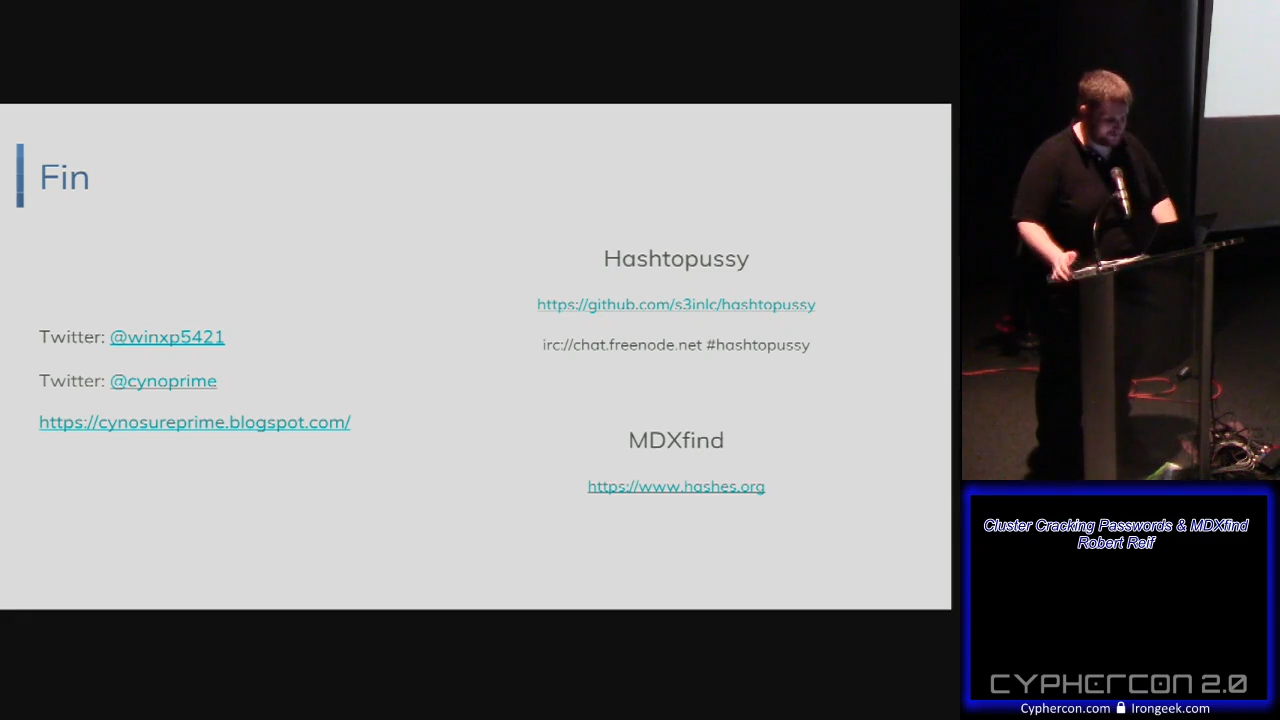 Fin
Twitter: @winxp5421
Twitter: @cynoprime
https://cynosureprime.blogspot.com/
Hashtopussy
https://github.com/s3inlc/hashtopussy
irc://chat.freenode.net #hashtopussy
MDXfind
https://www.hashes.org
Cluster Cracking Passwords & MDXfind
Robert Reif
CYPHERCON 2.0
Cyphercon.com Irongeek.com